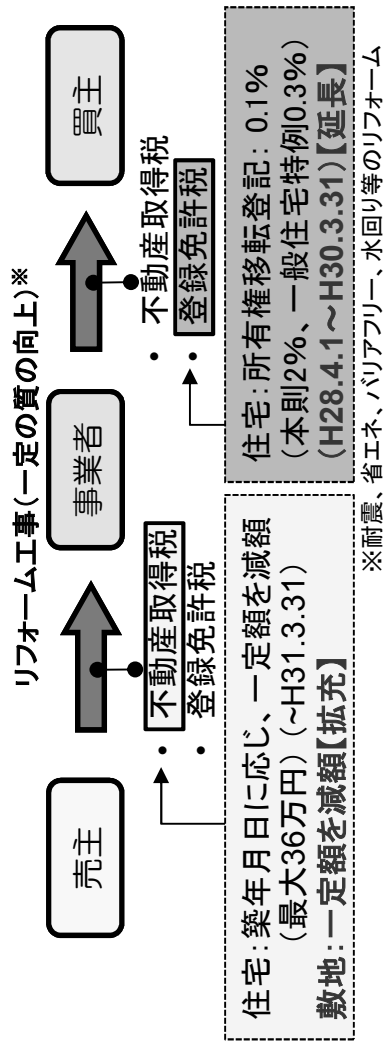 リフォーム工事(一定の質の向上)※
売主
事業者
買主
・不動産取得税
・登録免許税
・不動産取得税
・登録免許税
住宅:築年月日に応じ、一定額を減額
(最大36万円)(~H31.3.31)
敷地:一定額を減額【拡充】
住宅:所有権移転登記: 0.1%
(本則2%、一般住宅特例0.3%)
(H28.4.1~H30.3.31)【延長】
※耐震、省エネ、バリアフリー、水回り等のリフォーム